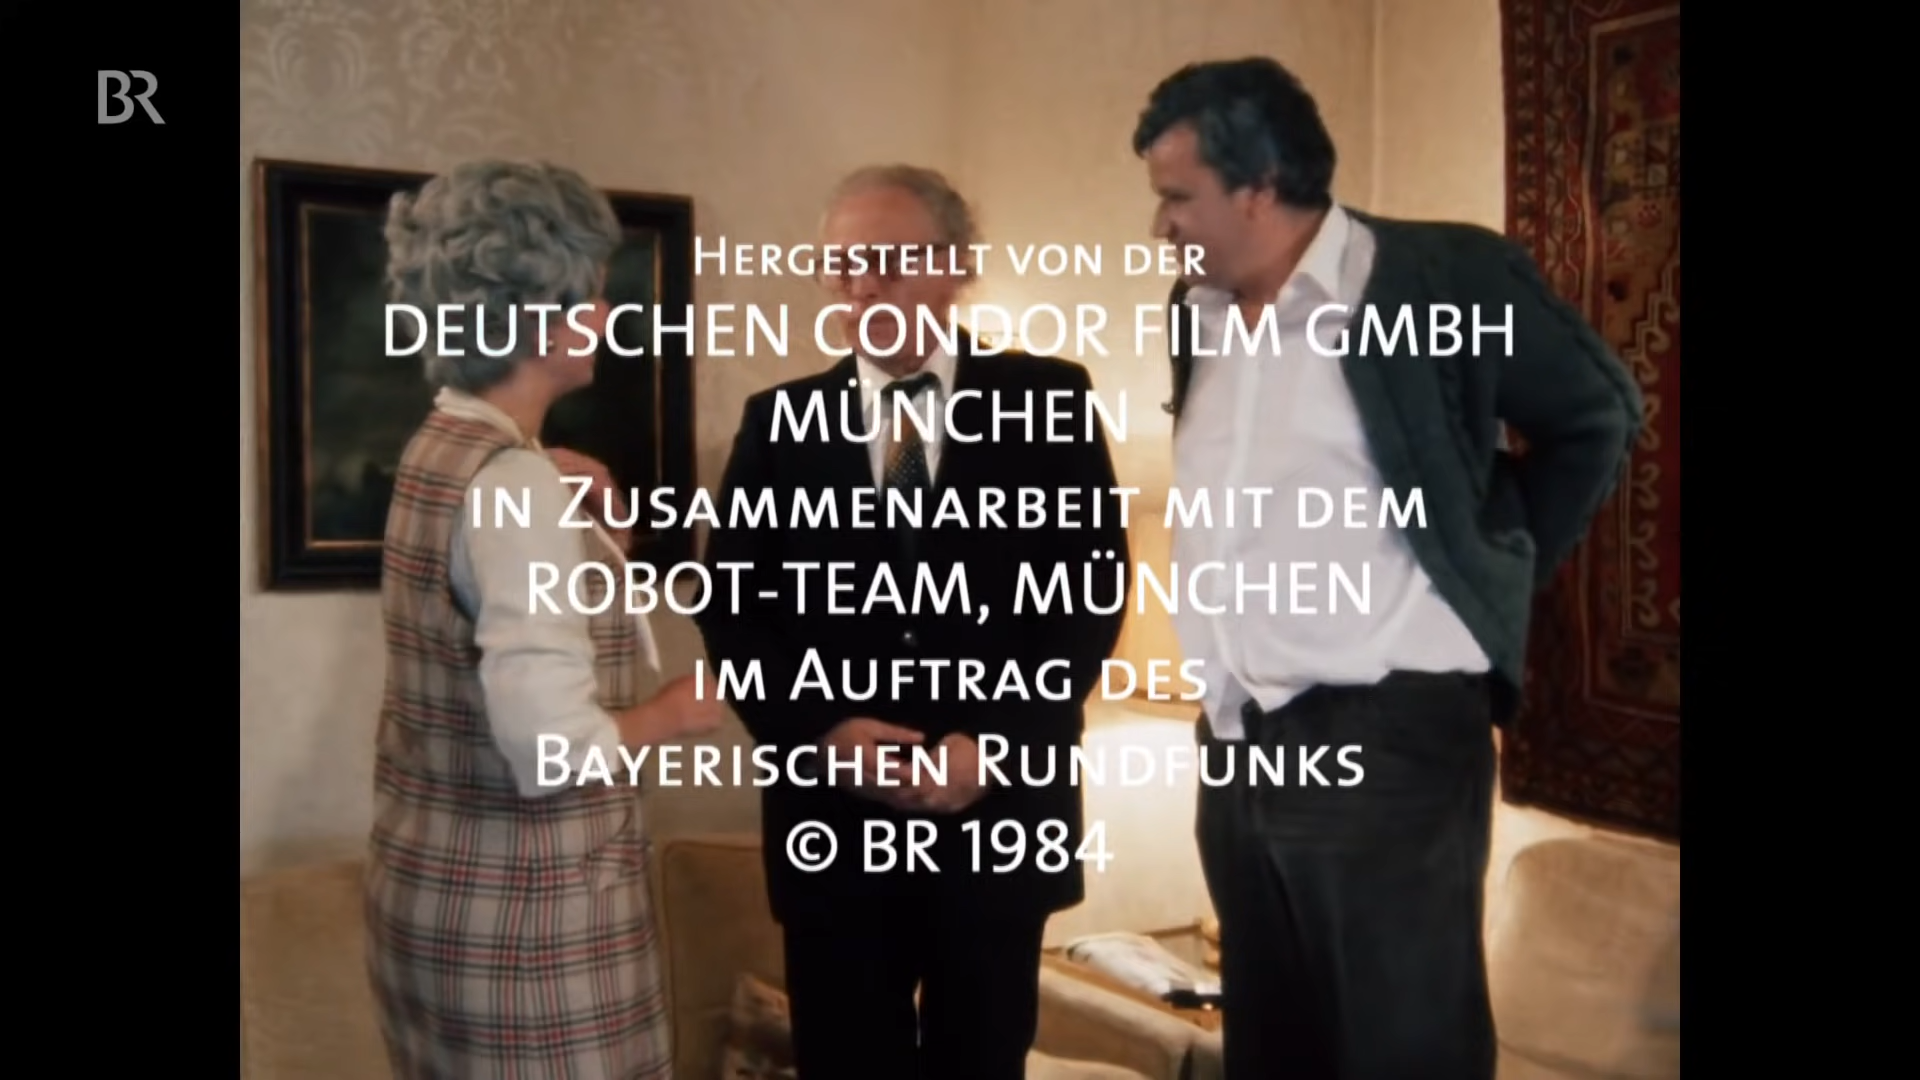 BR
HERGESTELLT VON DER
DEUTSCHEN CONDOR FILM GMBH
MÜNCHEN
IN ZUSAMMENARBEIT MIT DEM
ROBOT-TEAM, MÜNCHEN
IM AUFTRAG DES
BAYERISCHEN RUNDFUNKS
© BR 1984